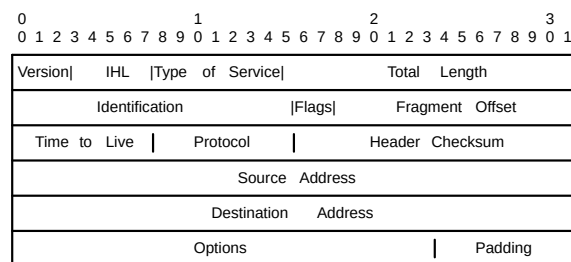 0 1 2 3
0 1 2 3 4 5 6 7 8 9 0 1 2 3 4 5 6 7 8 9 0 1 2 3 4 5 6 7 8 9 0 1
Version| IHL |Type of Service| Total Length
Identification |Flags| Fragment Offset
Time to Live | Protocol | Header Checksum
Source Address
Destination Address
Options | Padding